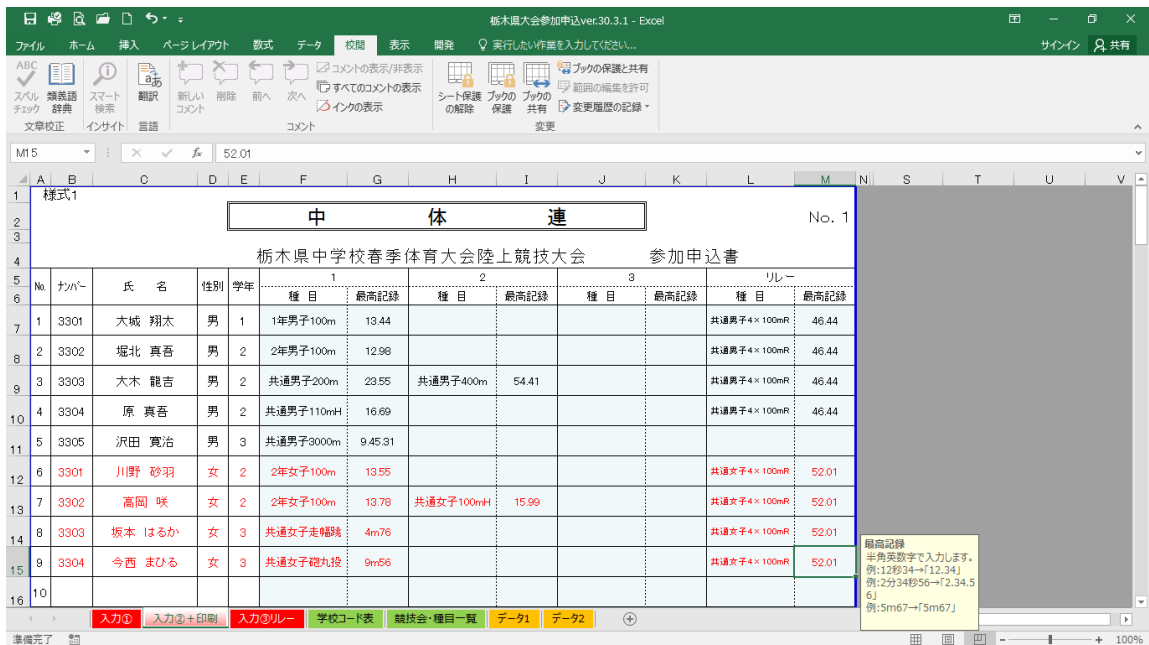 栃木県大会参加申込ver.30.3.1 - Excel
ファイル ホーム 挿入 ページ レイアウト 数式 データ 校閲 表示 開発 実行したい作業を入力してください... サインイン 共有
ABC
スペル チェック 類義語 辞典 スマート 検索 翻訳 新しい コメント 削除 前へ 次へ
コメントの表示/非表示
すべてのコメントの表示
インクの表示
シート保護 の解除 ブックの 保護 ブックの 共有
ブックの保護と共有
範囲の編集を許可
変更履歴の記録
文章校正 インサイト 言語 コメント 変更
M15 fx 52.01
A B C D E F G H I J K L M N S T U V
1 様式1
2 中 体 連 No. 1
3
4 栃木県中学校春季体育大会陸上競技大会 参加申込書
5 No. ナンバー 氏 名 性別 学年 1 2 3 リレー
6 種 目 最高記録 種 目 最高記録 種 目 最高記録 種 目 最高記録
7 1 3301 大城 翔太 男 1 1年男子100m 13.44 共通男子4×100mR 46.44
8 2 3302 堀北 真吾 男 2 2年男子100m 12.98 共通男子4×100mR 46.44
9 3 3303 大木 龍吉 男 2 共通男子200m 23.55 共通男子400m 54.41 共通男子4×100mR 46.44
10 4 3304 原 真吾 男 2 共通男子110mH 16.69 共通男子4×100mR 46.44
11 5 3305 沢田 寛治 男 3 共通男子3000m 9.45.31
12 6 3301 川野 砂羽 女 2 2年女子100m 13.55 共通女子4×100mR 52.01
13 7 3302 高岡 咲 女 2 2年女子100m 13.78 共通女子100mH 15.99 共通女子4×100mR 52.01
14 8 3303 坂本 はるか 女 3 共通女子走幅跳 4m76 共通女子4×100mR 52.01
15 9 3304 今西 まひる 女 3 共通女子砲丸投 9m56 共通女子4×100mR 52.01
16 10
最高記録
半角英数字で入力します。
例:12秒34→「12.34」
例:2分34秒56→「2.34.5
6」
例:5m67→「5m67」
入力① 入力②+印刷 入力③リレー 学校コード表 競技会・種目一覧 データ1 データ2
準備完了 100%